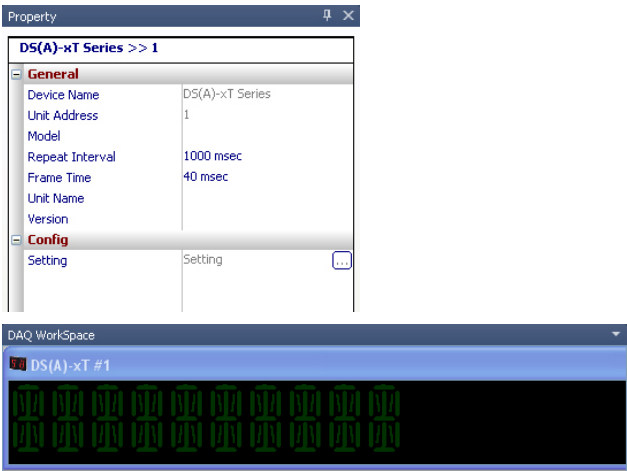 Property
DS(A)-xT Series >> 1
General
Device Name DS(A)-xT Series
Unit Address 1
Model
Repeat Interval 1000 msec
Frame Time 40 msec
Unit Name
Version
Config
Setting Setting ...
DAQ WorkSpace
DS(A)-xT #1